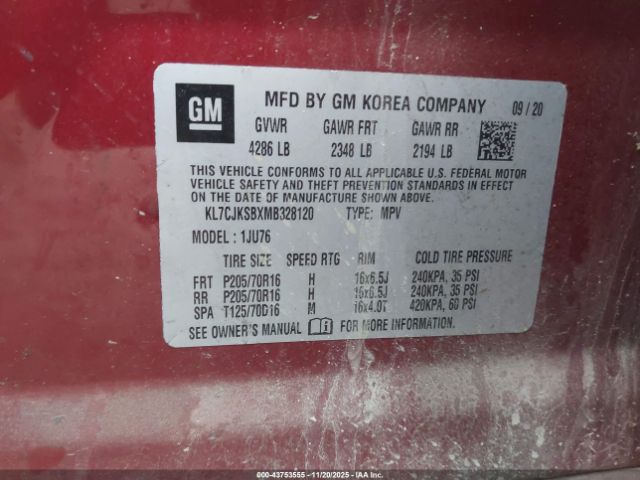 GM MFD BY GM KOREA COMPANY 09 / 20
GVWR GAWR FRT GAWR RR
4286 LB 2348 LB 2194 LB
THIS VEHICLE CONFORMS TO ALL APPLICABLE U.S. FEDERAL MOTOR
VEHICLE SAFETY AND THEFT PREVENTION STANDARDS IN EFFECT
ON THE DATE OF MANUFACTURE SHOWN ABOVE.
KL7CJKSBXMB328120 TYPE: MPV
MODEL : 1JU76
TIRE SIZE SPEED RTG RIM COLD TIRE PRESSURE
FRT P205/70R16 H 16x6.5J 240KPA, 35 PSI
RR P205/70R16 H 16x6.5J 240KPA, 35 PSI
SPA T125/70D16 M 16x4.0T 420KPA, 60 PSI
SEE OWNER'S MANUAL FOR MORE INFORMATION.
000-43753555 - 11/20/2025 - IAAI.COM